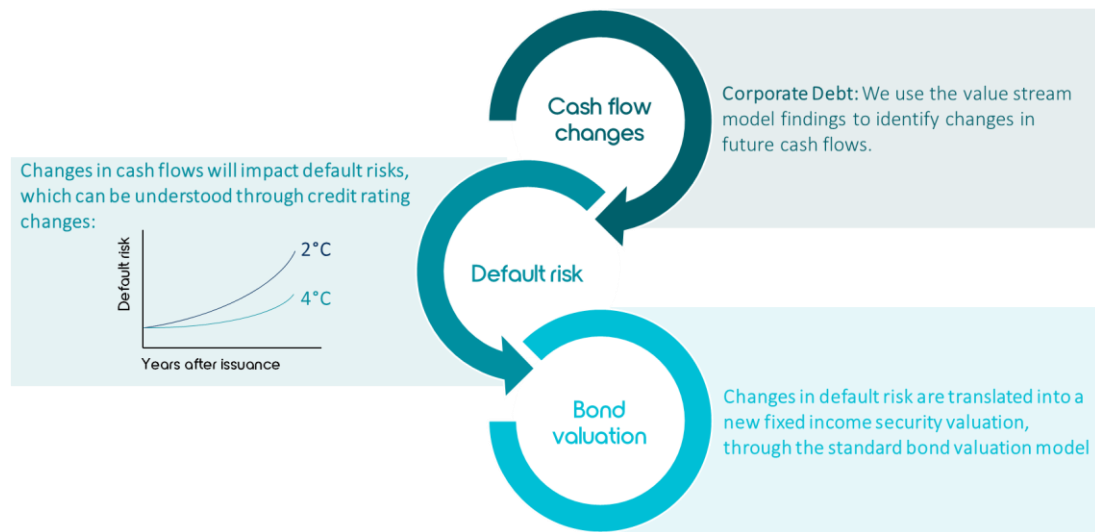 Cash flow
changes
Corporate Debt: We use the value stream
model findings to identify changes in
future cash flows.
Changes in cash flows will impact default risks,
which can be understood through credit rating
changes:
Default risk
2°C
4°C
Years after issuance
Default risk
Bond
valuation
Changes in default risk are translated into a
new fixed income security valuation,
through the standard bond valuation model